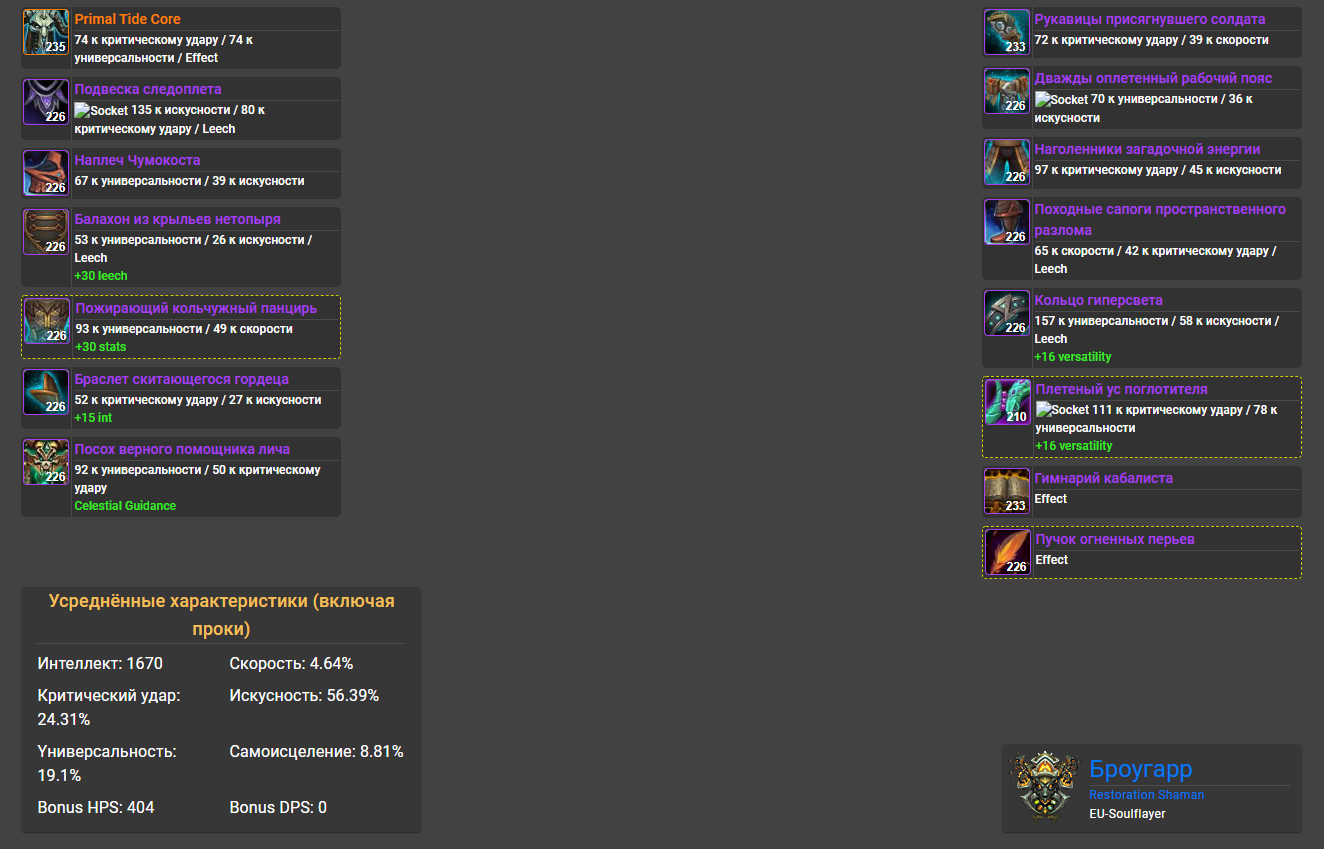 Primal Tide Core
235
74 к критическому удару / 74 к
универсальности / Effect
Подвеска следоплета
226
Socket 135 к искусности / 80 к
критическому удару / Leech
Наплеч Чумокоста
226
67 к универсальности / 39 к искусности
Балахон из крыльев нетопыря
226
53 к универсальности / 26 к искусности /
Leech
+30 leech
Пожирающий кольчужный панцирь
226
93 к универсальности / 49 к скорости
+30 stats
Браслет скитающегося гордеца
226
52 к критическому удару / 27 к искусности
+15 int
Посох верного помощника лича
226
92 к универсальности / 50 к критическому
удару
Celestial Guidance
Рукавицы присягнувшего солдата
233
72 к критическому удару / 39 к скорости
Дважды оплетенный рабочий пояс
226
Socket 70 к универсальности / 36 к
искусности
Наголенники загадочной энергии
226
97 к критическому удару / 45 к искусности
Походные сапоги пространственного
разлома
226
65 к скорости / 42 к критическому удару /
Leech
Кольцо гиперсвета
226
157 к универсальности / 58 к искусности /
Leech
+16 versatility
Плетеный ус поглотителя
210
Socket 111 к критическому удару / 78 к
универсальности
+16 versatility
Гимнарий кабалиста
233
Effect
Пучок огненных перьев
226
Effect
Усреднённые характеристики (включая
проки)
Интеллект: 1670
Скорость: 4.64%
Критический удар:
24.31%
Искусность: 56.39%
Универсальность:
19.1%
Самоисцеление: 8.81%
Bonus HPS: 404
Bonus DPS: 0
Броугарр
Restoration Shaman
EU-Soulflayer